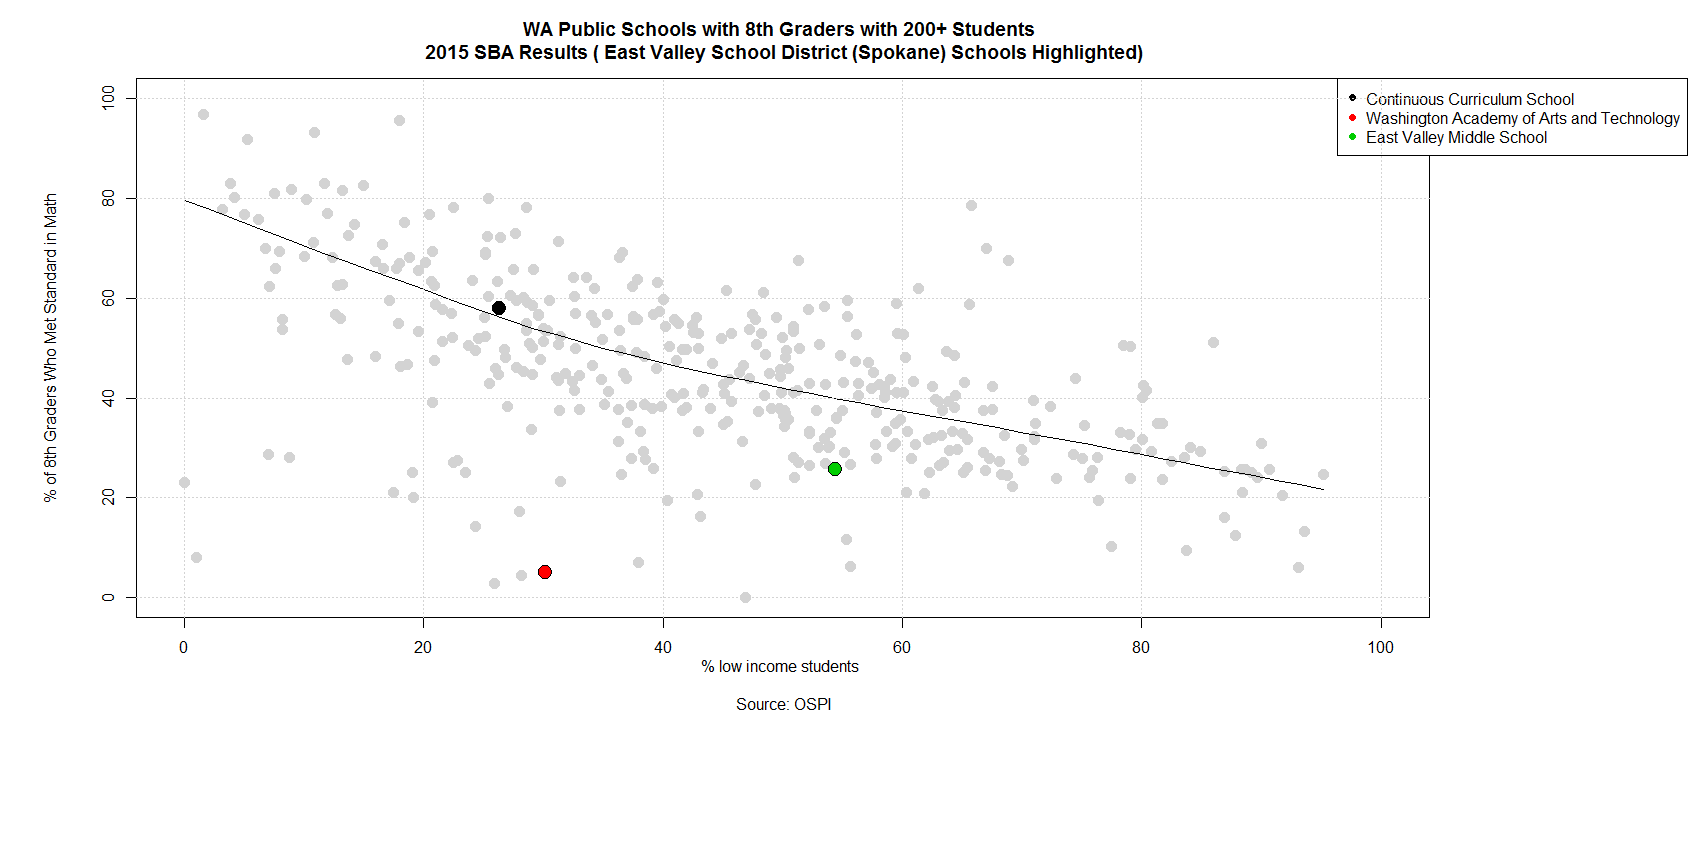 WA Public Schools with 8th Graders with 200+ Students
2015 SBA Results ( East Valley School District (Spokane) Schools Highlighted)
Continuous Curriculum School
Washington Academy of Arts and Technology
East Valley Middle School
% of 8th Graders Who Met Standard in Math
100
80
60
40
20
0
0 20 40 60 80 100
% low income students
Source: OSPI